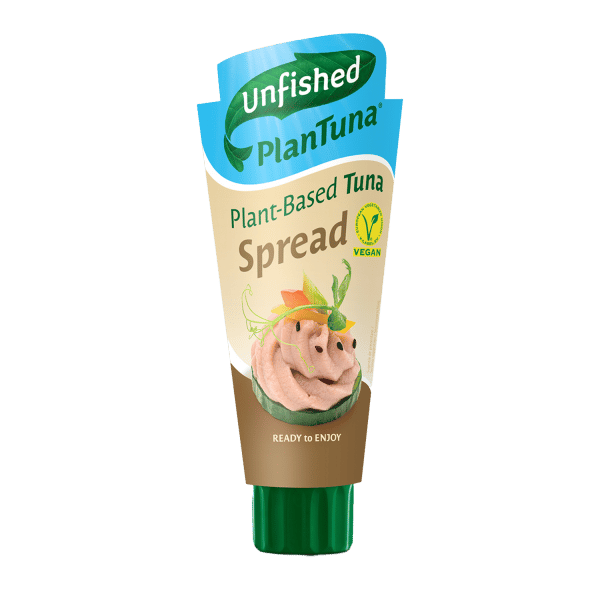 Unfished
PlanTuna®
Plant-Based Tuna
Spread
VEGAN
READY to ENJOY